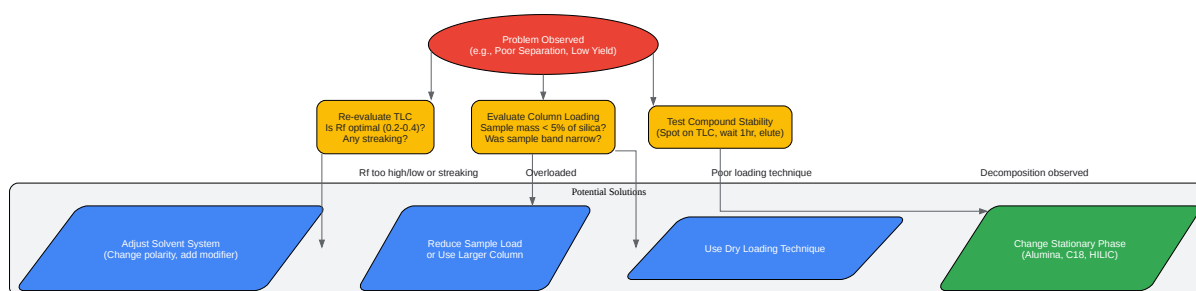 Problem Observed
(e.g., Poor Separation, Low Yield)
Re-evaluate TLC
Is Rf optimal (0.2-0.4)?
Any streaking?
Evaluate Column Loading
Sample mass < 5% of silica?
Was sample band narrow?
Test Compound Stability
(Spot on TLC, wait 1hr, elute)
Rf too high/low or streaking
Overloaded
Poor loading technique
Decomposition observed
Potential Solutions
Adjust Solvent System
(Change polarity, add modifier)
Reduce Sample Load
or Use Larger Column
Use Dry Loading Technique
Change Stationary Phase
(Alumina, C18, HILIC)